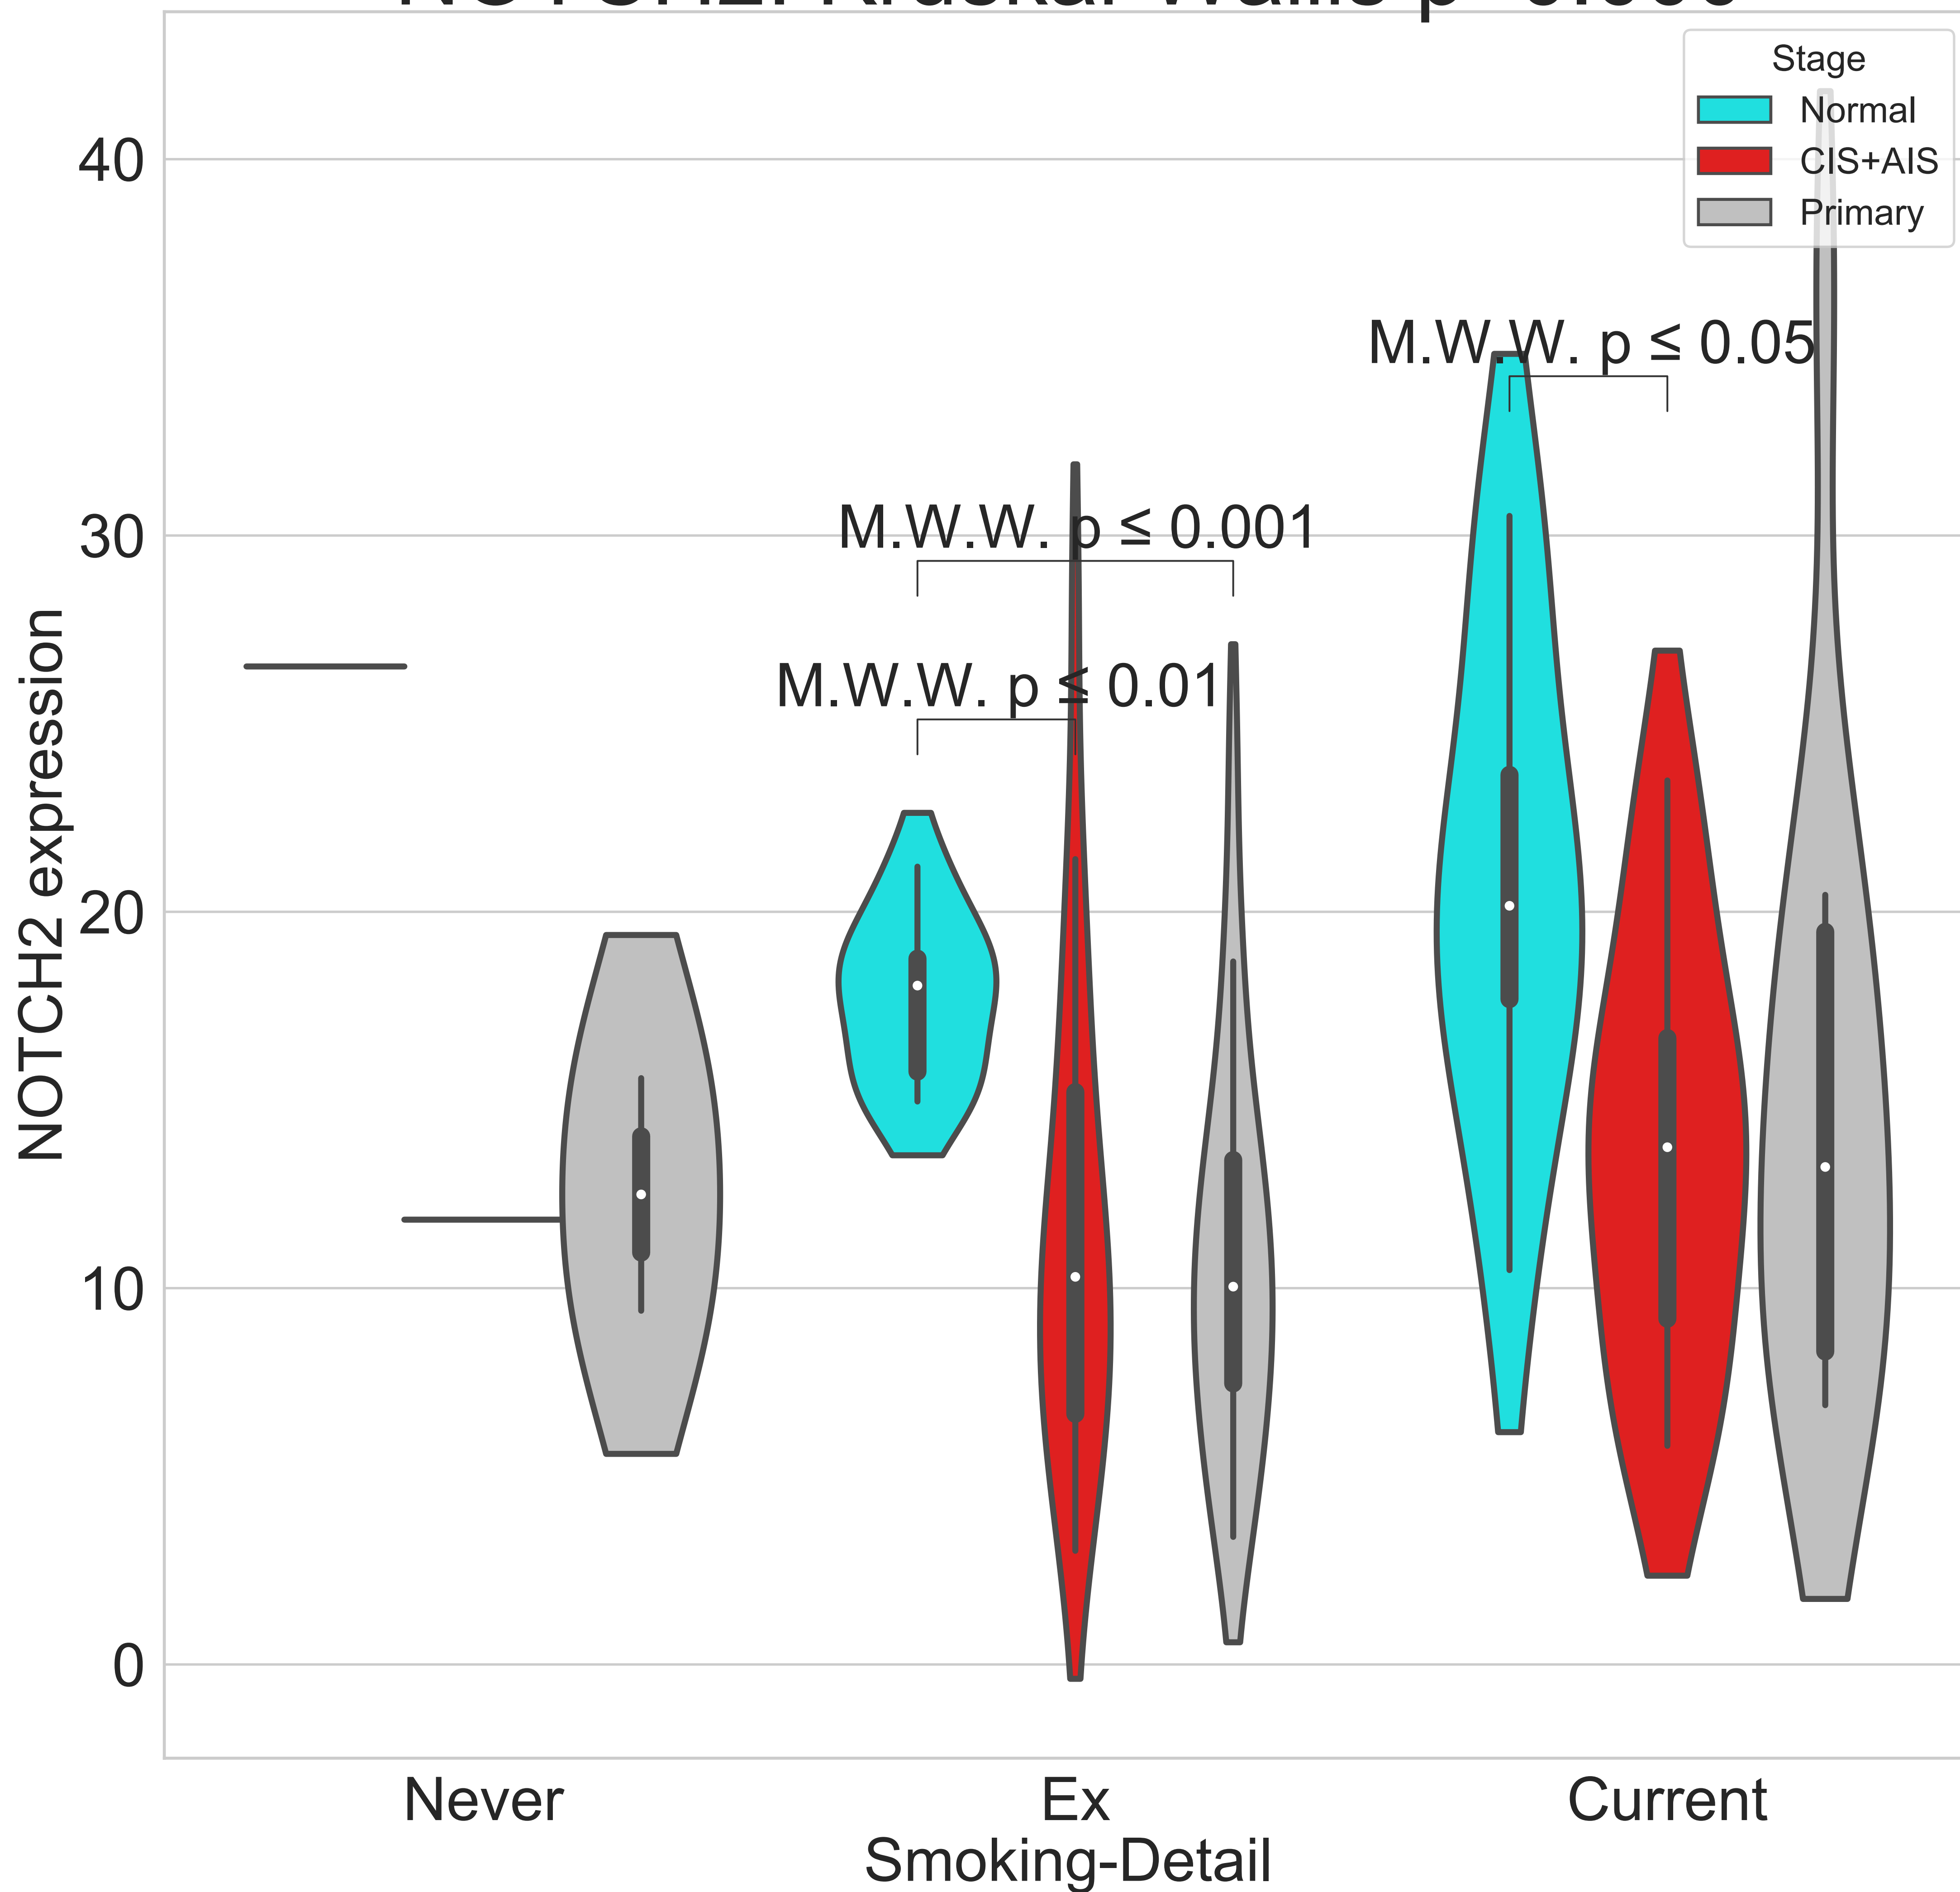 Stage
Normal
CIS+AIS
Primary
40
30
20
10
0
NOTCH2 expression
M.W.W. p ≤ 0.05
M.W.W. p ≤ 0.001
M.W.W. p ≤ 0.01
Never
Ex
Current
Smoking-Detail